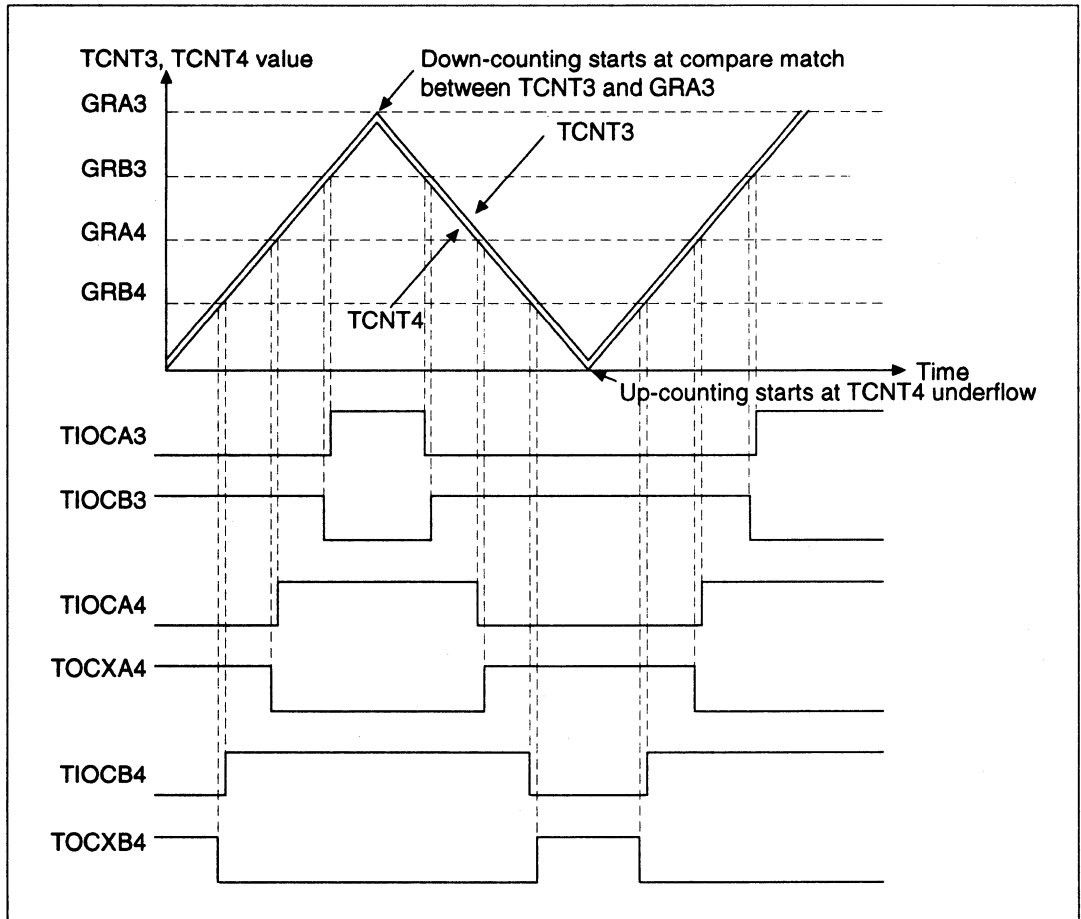 TCNT3, TCNT4 value
Down-counting starts at compare match
between TCNT3 and GRA3
GRA3
TCNT3
GRB3
GRA4
GRB4
TCNT4
Time
Up-counting starts at TCNT4 underflow
TIOCA3
TIOCB3
TIOCA4
TOCXA4
TIOCB4
TOCXB4